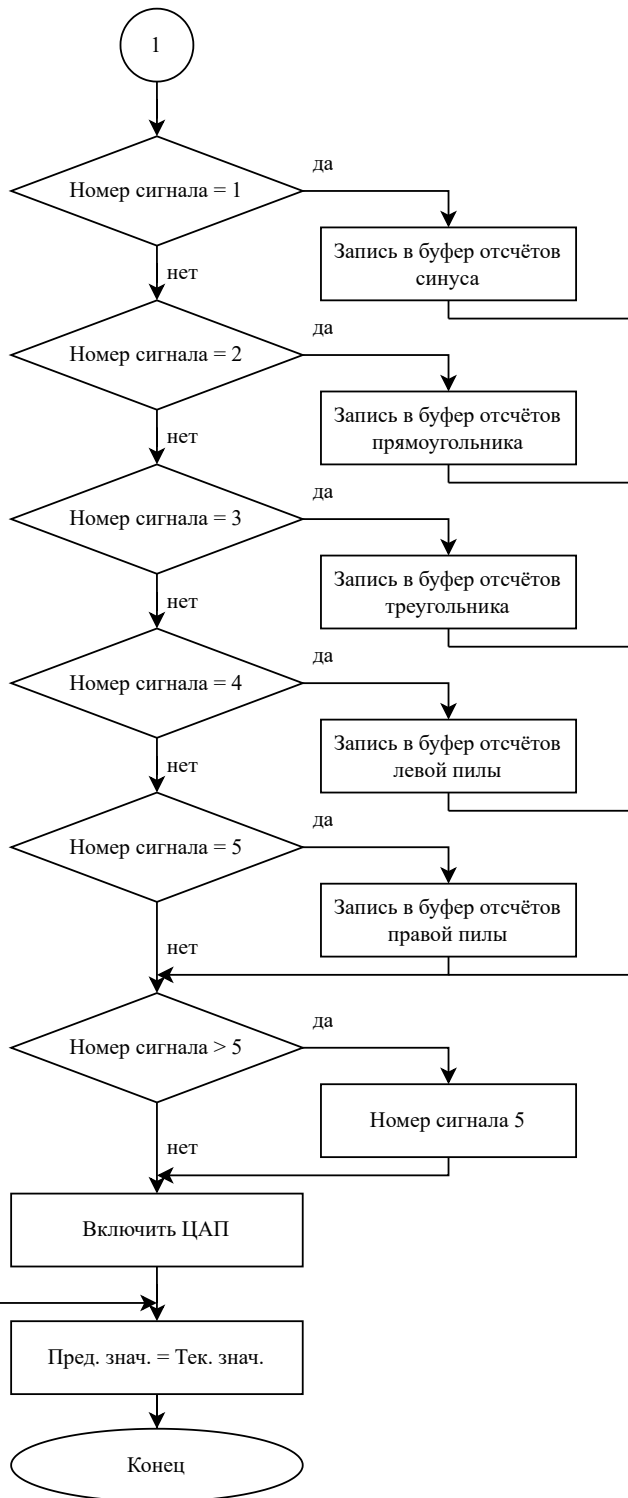 1
Номер сигнала = 1
да
Запись в буфер отсчётов
синуса
нет
Номер сигнала = 2
да
Запись в буфер отсчётов
прямоугольника
нет
Номер сигнала = 3
да
Запись в буфер отсчётов
треугольника
нет
Номер сигнала = 4
да
Запись в буфер отсчётов
левой пилы
нет
Номер сигнала = 5
да
Запись в буфер отсчётов
правой пилы
нет
Номер сигнала > 5
да
Номер сигнала 5
нет
Включить ЦАП
Пред. знач. = Тек. знач.
Конец